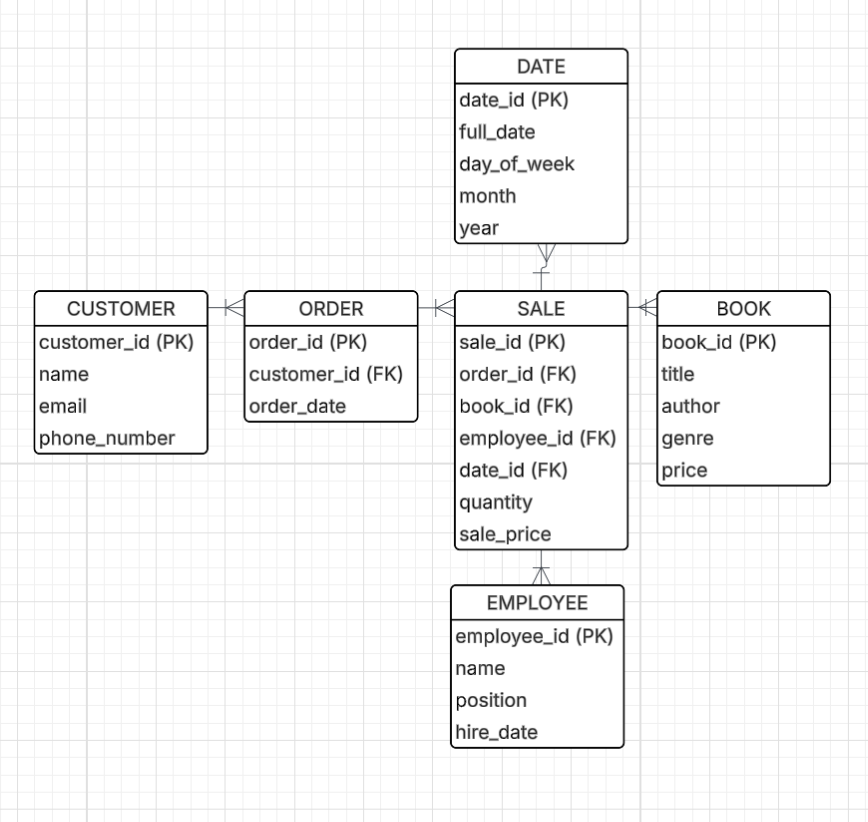 DATE
date_id (PK)
full_date
day_of_week
month
year
CUSTOMER
customer_id (PK)
name
email
phone_number
ORDER
order_id (PK)
customer_id (FK)
order_date
SALE
sale_id (PK)
order_id (FK)
book_id (FK)
employee_id (FK)
date_id (FK)
quantity
sale_price
BOOK
book_id (PK)
title
author
genre
price
EMPLOYEE
employee_id (PK)
name
position
hire_date